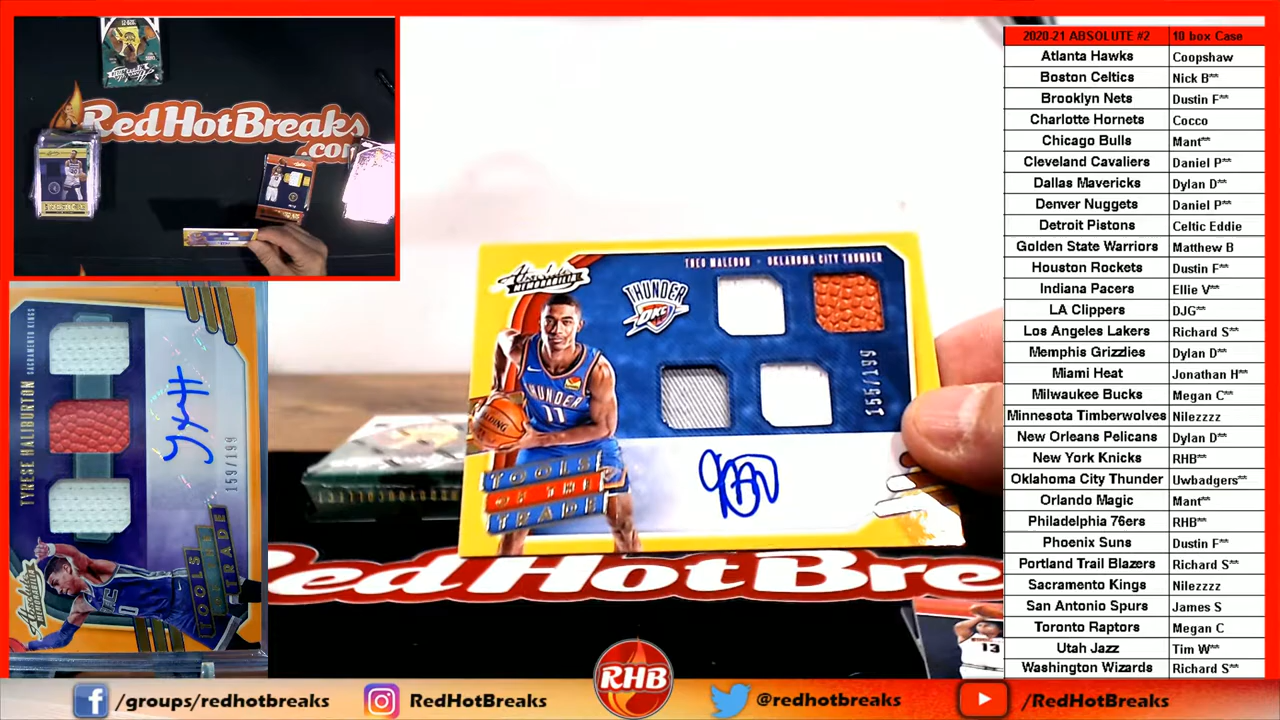 RedHotBreaks
.com
2020-21 ABSOLUTE #2 10 box Case
Atlanta Hawks Coopshaw
Boston Celtics Nick B**
Brooklyn Nets Dustin F**
Charlotte Hornets Cocco
Chicago Bulls Mant**
Cleveland Cavaliers Daniel P**
Dallas Mavericks Dylan D**
Denver Nuggets Daniel P**
Detroit Pistons Celtic Eddie
Golden State Warriors Matthew B
Houston Rockets Dustin F**
Indiana Pacers Ellie V**
LA Clippers DJG**
Los Angeles Lakers Richard S**
Memphis Grizzlies Dylan D**
Miami Heat Jonathan H**
Milwaukee Bucks Megan C**
Minnesota Timberwolves Nilezzzz
New Orleans Pelicans Dylan D**
New York Knicks RHB**
Oklahoma City Thunder Uwbadgers**
Orlando Magic Mant**
Philadelphia 76ers RHB**
Phoenix Suns Dustin F**
Portland Trail Blazers Richard S**
Sacramento Kings Nilezzzz
San Antonio Spurs James S
Toronto Raptors Megan C
Utah Jazz Tim W**
Washington Wizards Richard S**
Absolute
MEMORABILIA
THEO MALEDON • OKLAHOMA CITY THUNDER
THUNDER
OKC
THUNDER
11
155/199
TOOLS
OF THE
TRADE
TYRESE HALIBURTON
SACRAMENTO KINGS
159/199
Absolute
MEMORABILIA
TOOLS
OF THE
TRADE
RedHotBre
13
RHB
/groups/redhotbreaks
RedHotBreaks
@redhotbreaks
/RedHotBreaks